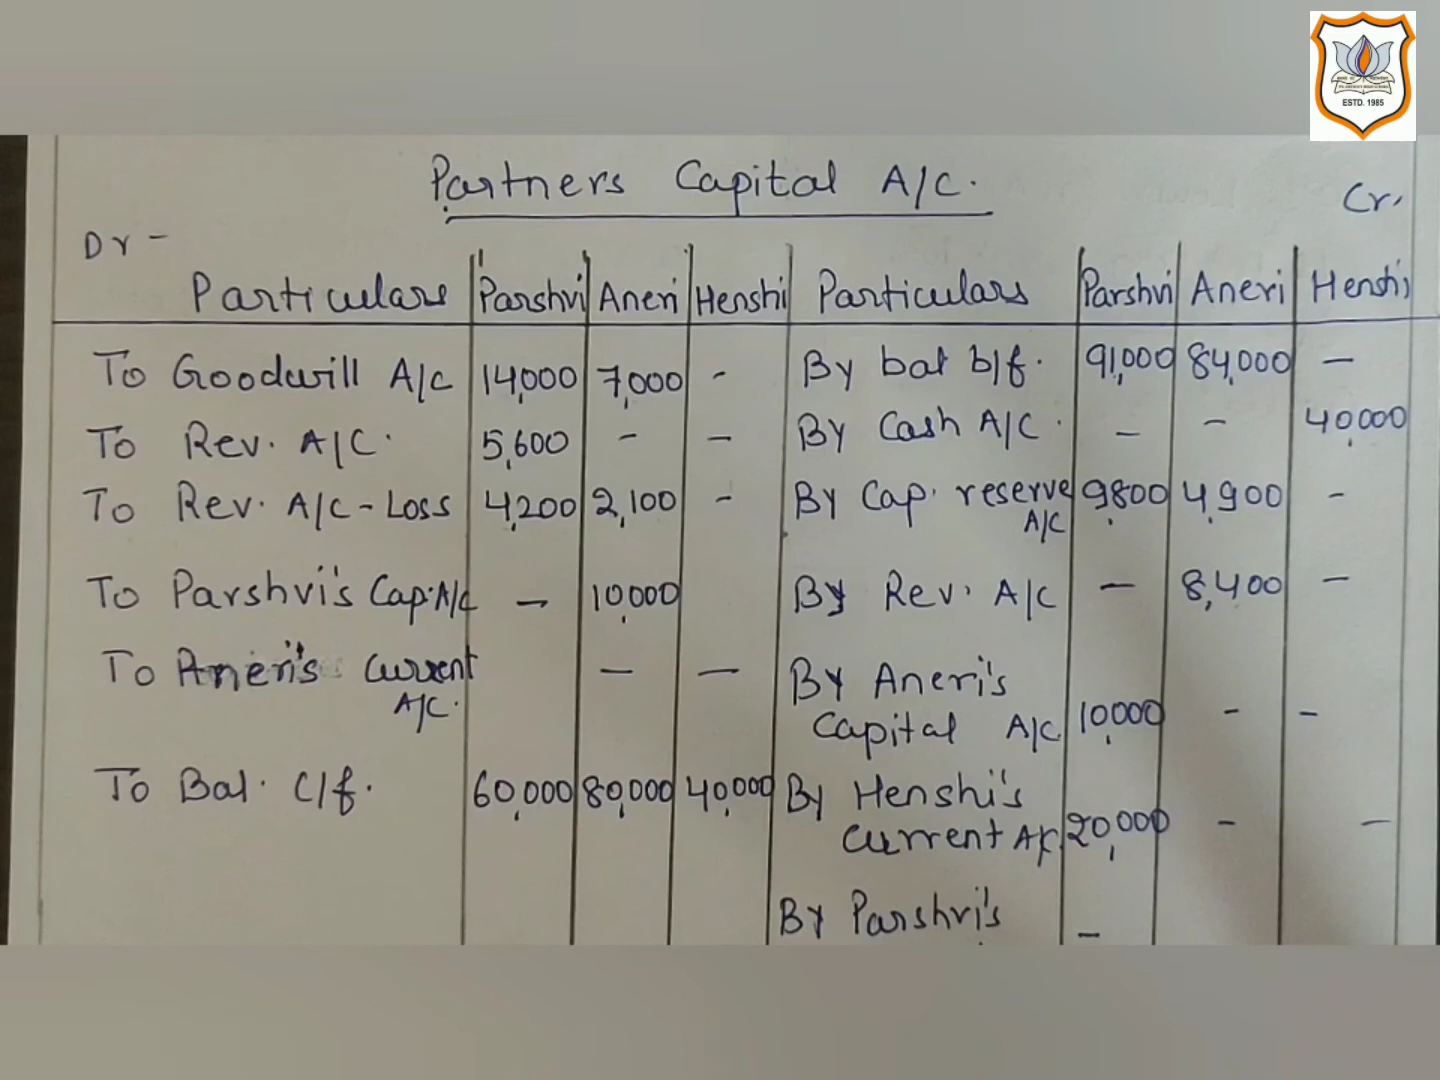 ESTD. 1985
Partners Capital A/C.
Dr - Cr.
Particulars Parshvi Aneri Henshi Particulars Parshvi Aneri Henshi
To Goodwill A/C 14,000 7,000 - By bal b/f. 91,000 84,000 -
To Rev. A/C. 5,600 - - By Cash A/C. - - 40,000
To Rev. A/C - Loss 4,200 2,100 - By Cap. reserve 9800 4,900 -
A/C
To Parshvi's Cap. A/C - 10,000 By Rev. A/C - 8,400 -
To Aneri's Current - - By Aneri's
A/C. Capital A/C 10,000 - -
To Bal. C/f. 60,000 80,000 40,000 By Henshi's
Current A/C 20,000 - -
By Parshvi's -